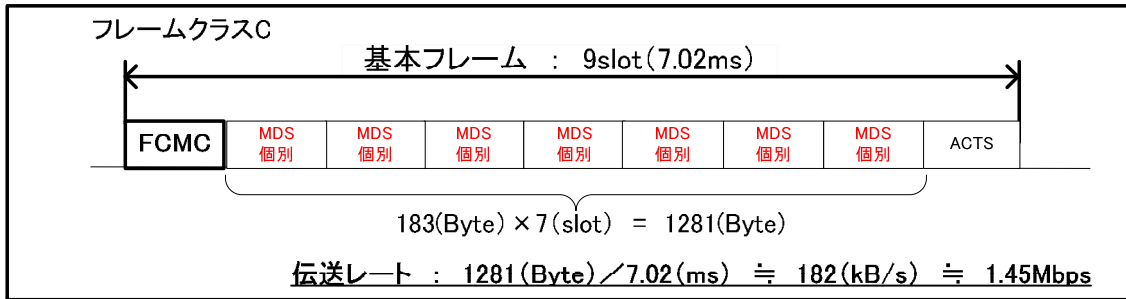 フレームクラスC
基本フレーム : 9slot(7.02ms)
FCMC MDS MDS MDS MDS MDS MDS MDS ACTS
個別 個別 個別 個別 個別 個別 個別
183(Byte)×7(slot) = 1281(Byte)
伝送レート : 1281(Byte)／7.02(ms) ≒ 182(kB/s) ≒ 1.45Mbps